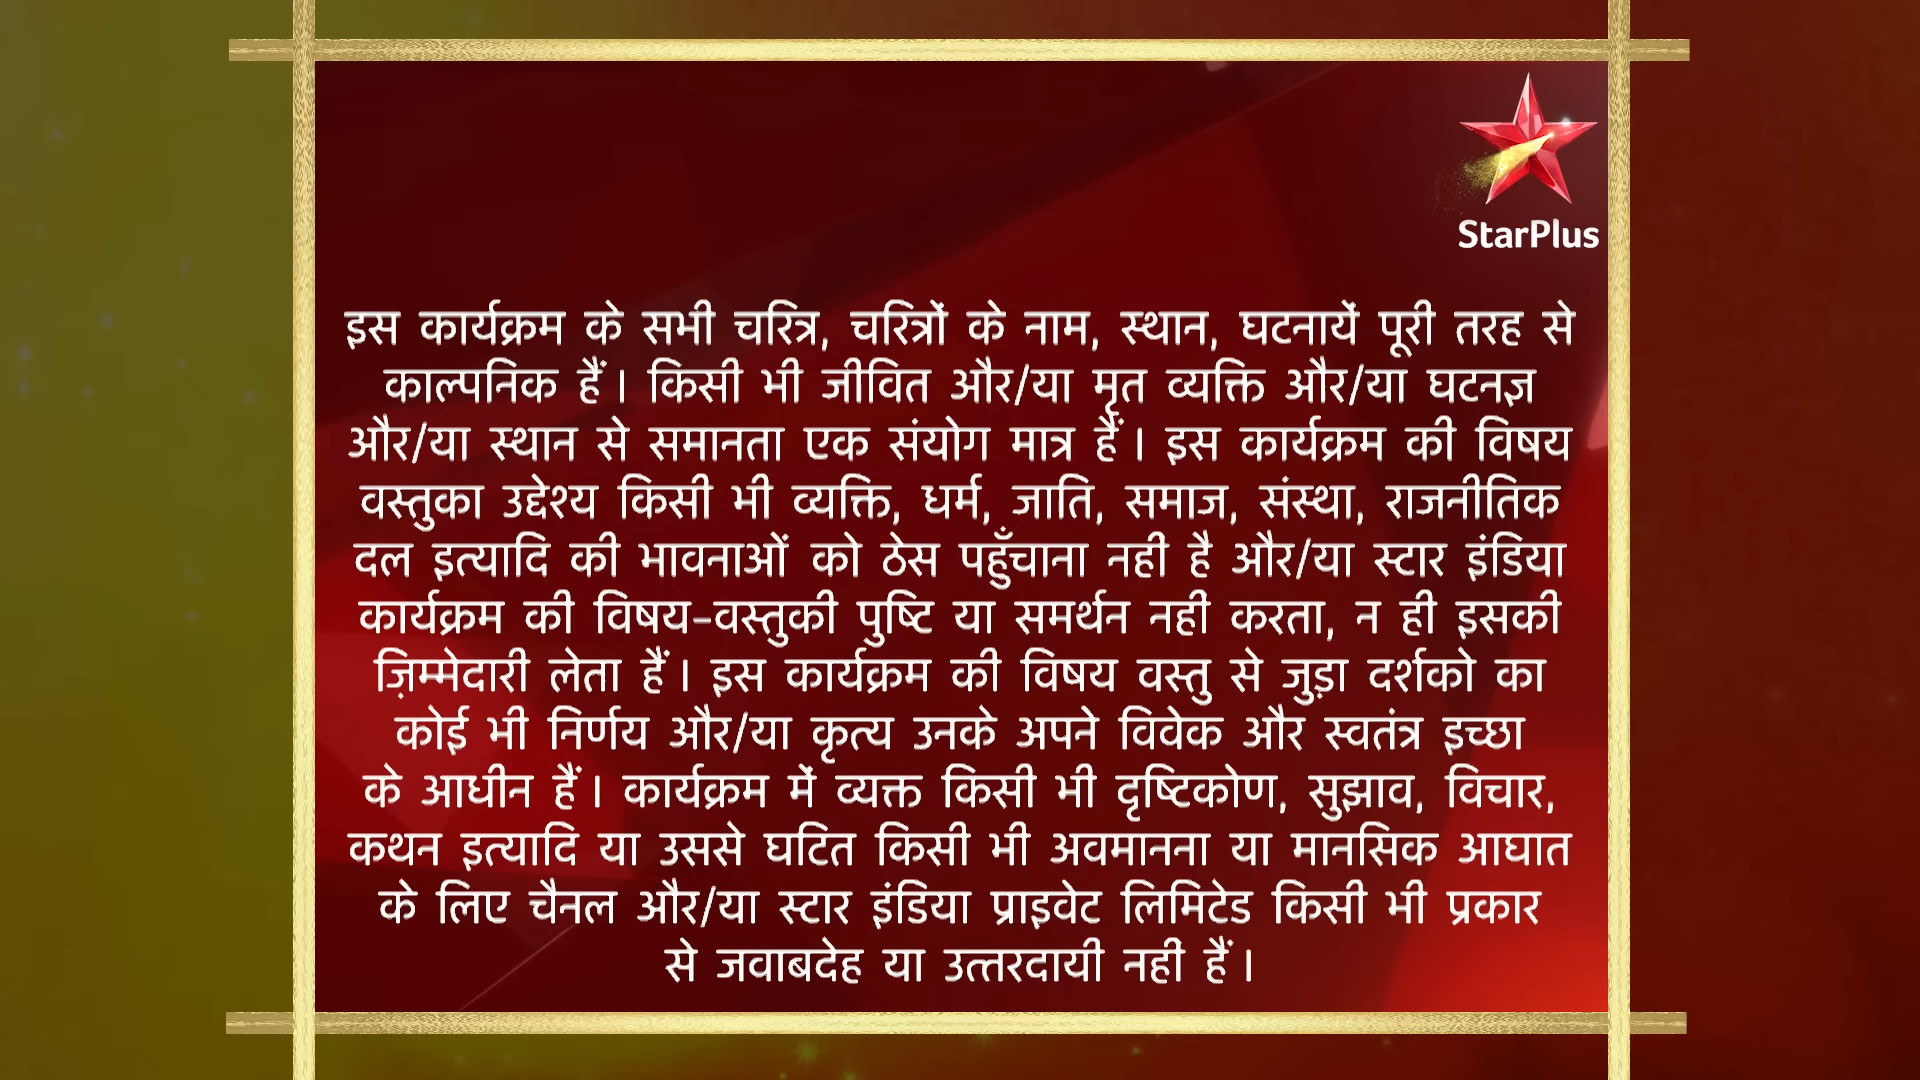 StarPlus
इस कार्यक्रम के सभी चरित्र, चरित्रों के नाम, स्थान, घटनायें पूरी तरह से
काल्पनिक हैं। किसी भी जीवित और/या मृत व्यक्ति और/या घटनज्ञ
और/या स्थान से समानता एक संयोग मात्र हैं। इस कार्यक्रम की विषय
वस्तुका उद्देश्य किसी भी व्यक्ति, धर्म, जाति, समाज, संस्था, राजनीतिक
दल इत्यादि की भावनाओं को ठेस पहुँचाना नही है और/या स्टार इंडिया
कार्यक्रम की विषय-वस्तुकी पुष्टि या समर्थन नही करता, न ही इसकी
ज़िम्मेदारी लेता हैं। इस कार्यक्रम की विषय वस्तु से जुड़ा दर्शको का
कोई भी निर्णय और/या कृत्य उनके अपने विवेक और स्वतंत्र इच्छा
के आधीन हैं। कार्यक्रम में व्यक्त किसी भी दृष्टिकोण, सुझाव, विचार,
कथन इत्यादि या उससे घटित किसी भी अवमानना या मानसिक आघात
के लिए चैनल और/या स्टार इंडिया प्राइवेट लिमिटेड किसी भी प्रकार
से जवाबदेह या उत्तरदायी नही हैं।